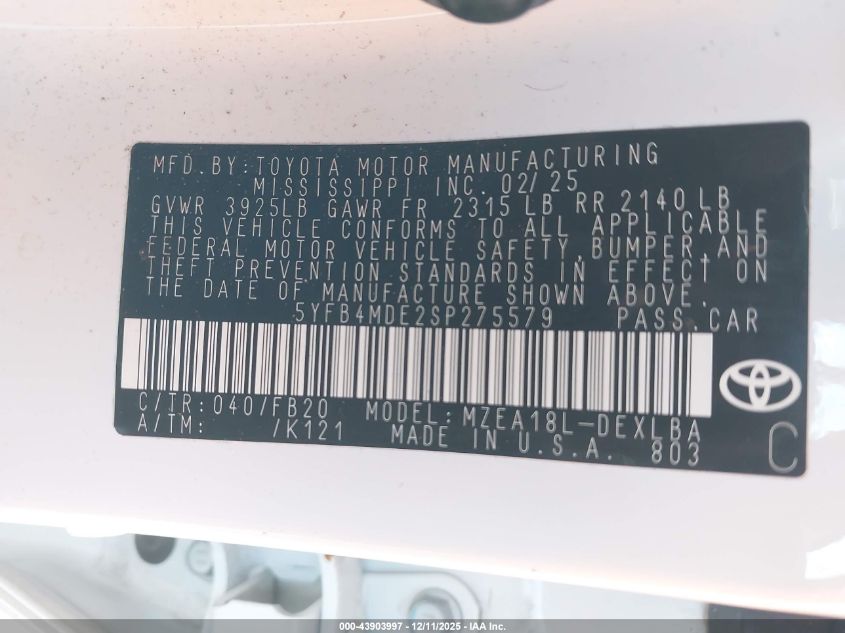 MFD. BY: TOYOTA MOTOR MANUFACTURING
MISSISSIPPI INC. 02/25
GVWR 3925LB GAWR FR 2315 LB RR 2140 LB
THIS VEHICLE CONFORMS TO ALL APPLICABLE
FEDERAL MOTOR VEHICLE SAFETY, BUMPER, AND
THEFT PREVENTION STANDARDS IN EFFECT ON
THE DATE OF MANUFACTURE SHOWN ABOVE.
5YFB4MDE2SP275579 PASS. CAR
C/TR: 040/FB20 MODEL: MZEA18L-DEXLBA
A/TM: /K121 MADE IN U.S.A. 803
C
000-43903997 - 12/11/2025 - IAA Inc.